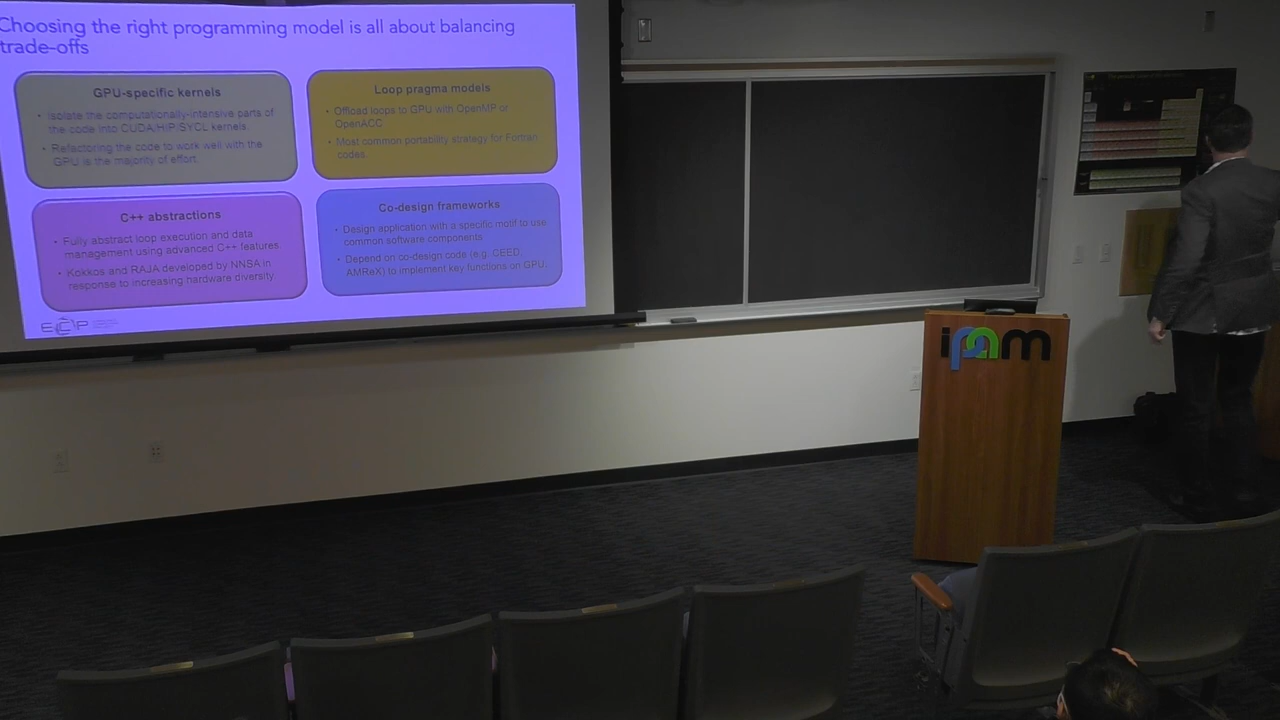 Choosing the right programming model is all about balancing
trade-offs
GPU-specific kernels
• Isolate the computationally-intensive parts of
the code into CUDA/HIP/SYCL kernels.
• Refactoring the code to work well with the
GPU is the majority of effort.
Loop pragma models
• Offload loops to GPU with OpenMP or
OpenACC.
• Most common portability strategy for Fortran
codes.
C++ abstractions
• Fully abstract loop execution and data
management using advanced C++ features.
• Kokkos and RAJA developed by NNSA in
response to increasing hardware diversity.
Co-design frameworks
• Design application with a specific motif to use
common software components
• Depend on co-design code (e.g. CEED,
AMReX) to implement key functions on GPU.
ECP
ipam